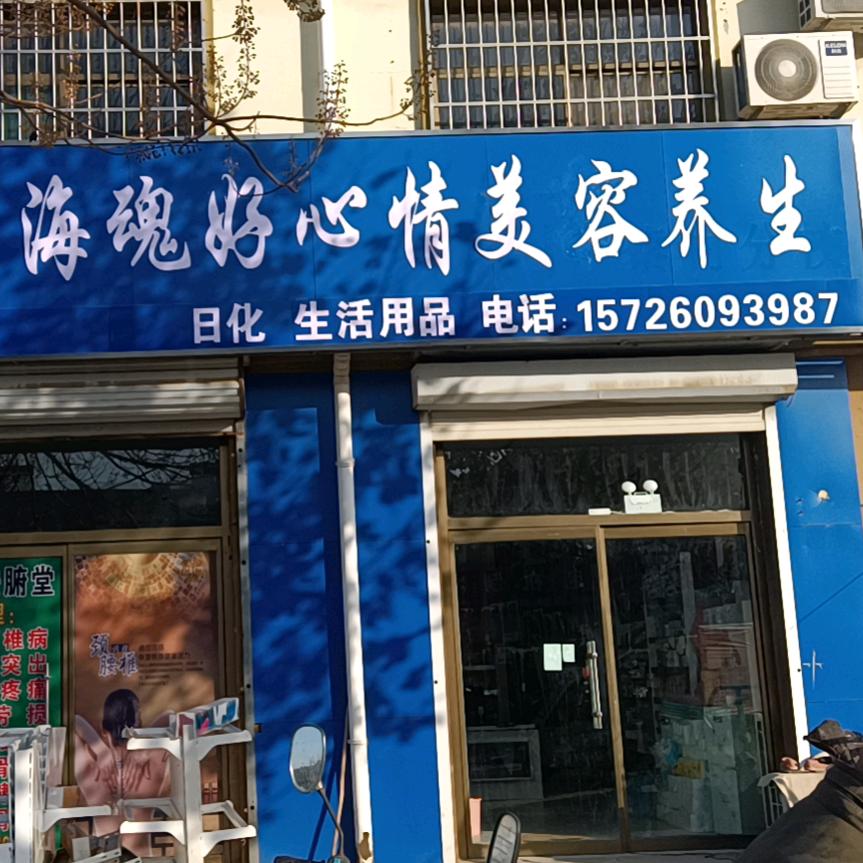 海魂好心情美容养生
日化 生活用品 电话:15726093987
腑堂
椎病
突出
疼痛
损
颈腰椎